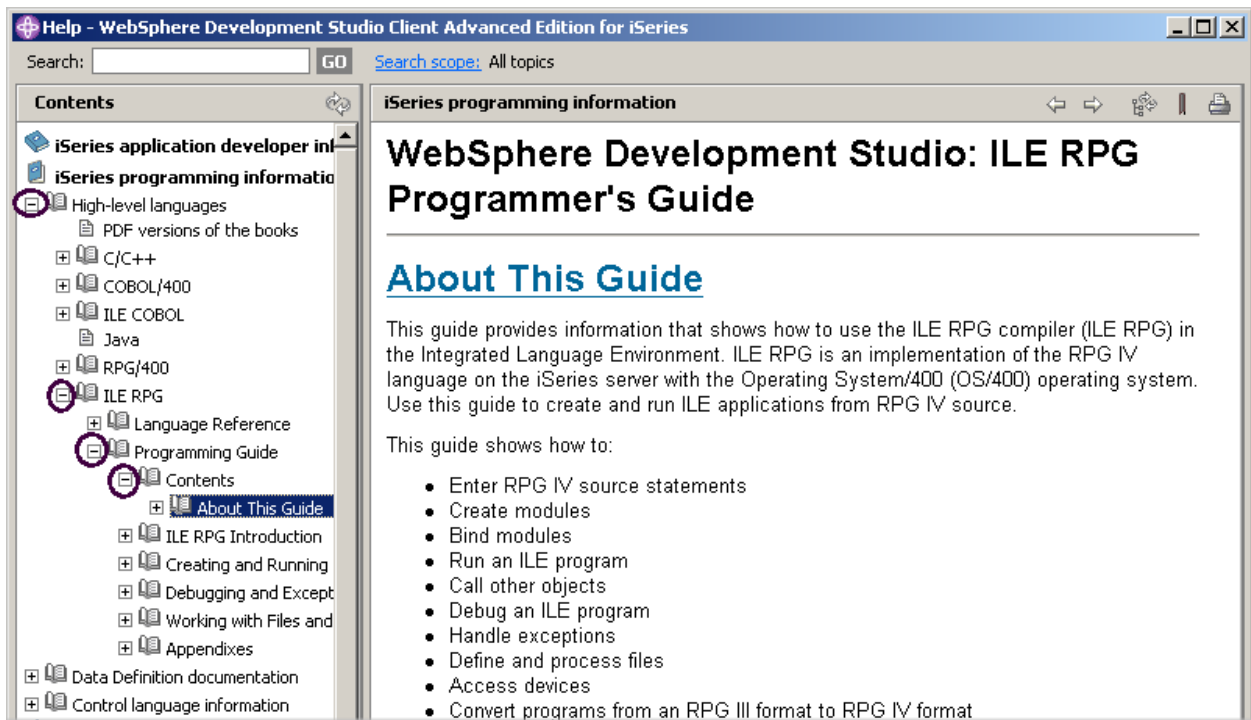 Help - WebSphere Development Studio Client Advanced Edition for iSeries
Search: GO Search scope: All topics
Contents
iSeries application developer inf
iSeries programming informatio
High-level languages
PDF versions of the books
C/C++
COBOL/400
ILE COBOL
Java
RPG/400
ILE RPG
Language Reference
Programming Guide
Contents
About This Guide
ILE RPG Introduction
Creating and Running
Debugging and Except
Working with Files and
Appendixes
Data Definition documentation
Control language information
iSeries programming information
WebSphere Development Studio: ILE RPG
Programmer's Guide
About This Guide
This guide provides information that shows how to use the ILE RPG compiler (ILE RPG) in
the Integrated Language Environment. ILE RPG is an implementation of the RPG IV
language on the iSeries server with the Operating System/400 (OS/400) operating system.
Use this guide to create and run ILE applications from RPG IV source.
This guide shows how to:
• Enter RPG IV source statements
• Create modules
• Bind modules
• Run an ILE program
• Call other objects
• Debug an ILE program
• Handle exceptions
• Define and process files
• Access devices
• Convert programs from an RPG III format to RPG IV format